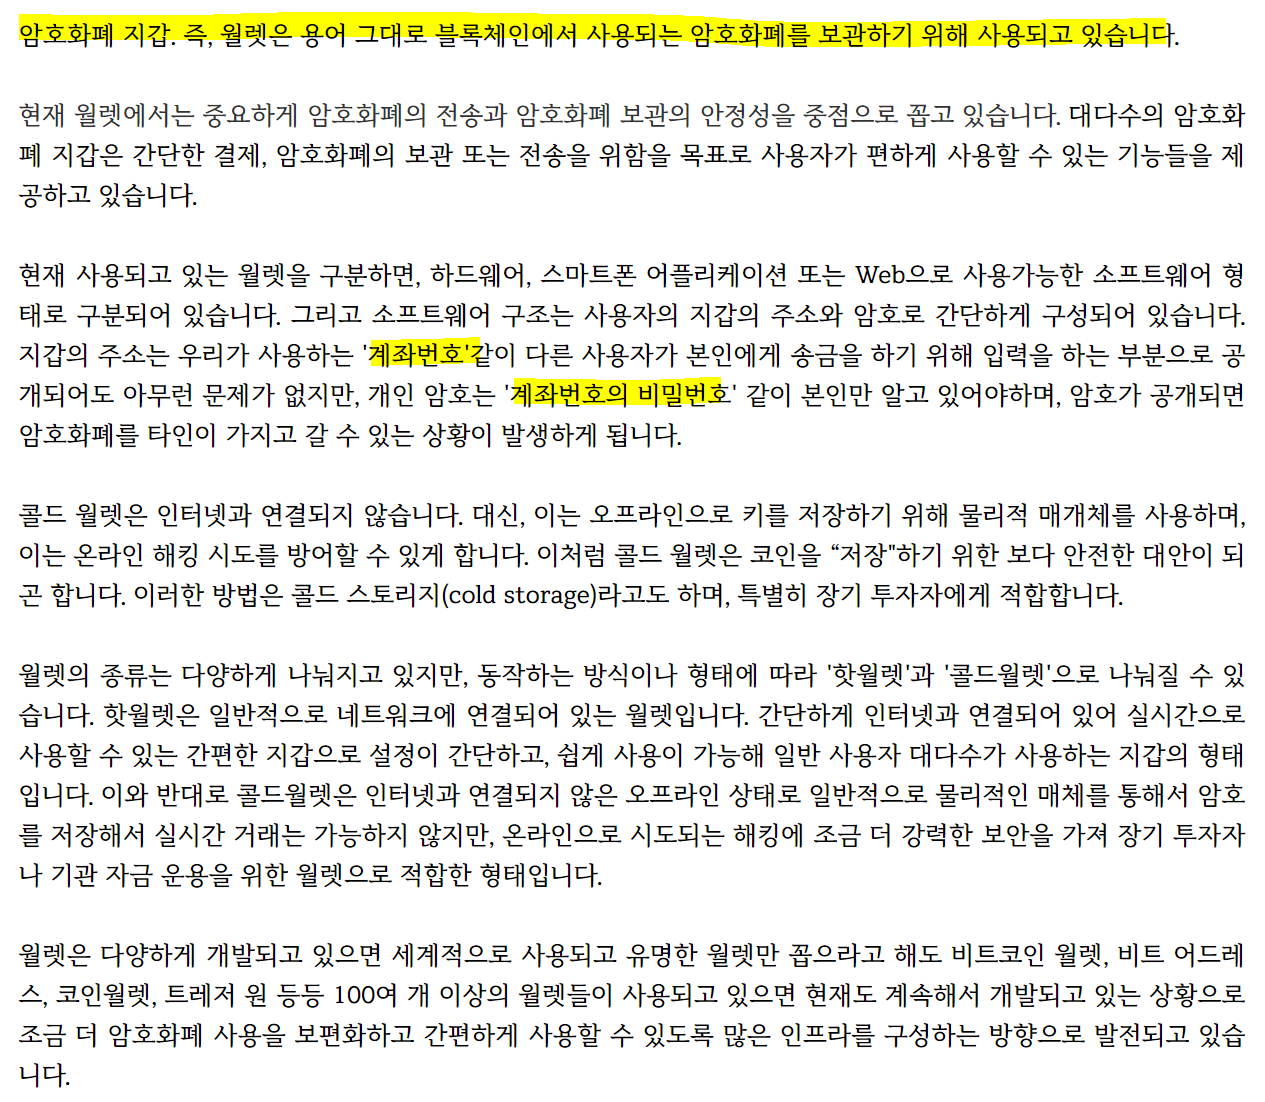 암호화폐 지갑. 즉, 월렛은 용어 그대로 블록체인에서 사용되는 암호화폐를 보관하기 위해 사용되고 있습니다.
현재 월렛에서는 중요하게 암호화폐의 전송과 암호화폐 보관의 안정성을 중점으로 꼽고 있습니다. 대다수의 암호화
폐 지갑은 간단한 결제, 암호화폐의 보관 또는 전송을 위함을 목표로 사용자가 편하게 사용할 수 있는 기능들을 제
공하고 있습니다.
현재 사용되고 있는 월렛을 구분하면, 하드웨어, 스마트폰 어플리케이션 또는 Web으로 사용가능한 소프트웨어 형
태로 구분되어 있습니다. 그리고 소프트웨어 구조는 사용자의 지갑의 주소와 암호로 간단하게 구성되어 있습니다.
지갑의 주소는 우리가 사용하는 '계좌번호'같이 다른 사용자가 본인에게 송금을 하기 위해 입력을 하는 부분으로 공
개되어도 아무런 문제가 없지만, 개인 암호는 '계좌번호의 비밀번호' 같이 본인만 알고 있어야하며, 암호가 공개되면
암호화폐를 타인이 가지고 갈 수 있는 상황이 발생하게 됩니다.
콜드 월렛은 인터넷과 연결되지 않습니다. 대신, 이는 오프라인으로 키를 저장하기 위해 물리적 매개체를 사용하며,
이는 온라인 해킹 시도를 방어할 수 있게 합니다. 이처럼 콜드 월렛은 코인을 “저장"하기 위한 보다 안전한 대안이 되
곤 합니다. 이러한 방법은 콜드 스토리지(cold storage)라고도 하며, 특별히 장기 투자자에게 적합합니다.
월렛의 종류는 다양하게 나눠지고 있지만, 동작하는 방식이나 형태에 따라 '핫월렛'과 '콜드월렛'으로 나눠질 수 있
습니다. 핫월렛은 일반적으로 네트워크에 연결되어 있는 월렛입니다. 간단하게 인터넷과 연결되어 있어 실시간으로
사용할 수 있는 간편한 지갑으로 설정이 간단하고, 쉽게 사용이 가능해 일반 사용자 대다수가 사용하는 지갑의 형태
입니다. 이와 반대로 콜드월렛은 인터넷과 연결되지 않은 오프라인 상태로 일반적으로 물리적인 매체를 통해서 암호
를 저장해서 실시간 거래는 가능하지 않지만, 온라인으로 시도되는 해킹에 조금 더 강력한 보안을 가져 장기 투자자
나 기관 자금 운용을 위한 월렛으로 적합한 형태입니다.
월렛은 다양하게 개발되고 있으면 세계적으로 사용되고 유명한 월렛만 꼽으라고 해도 비트코인 월렛, 비트 어드레
스, 코인월렛, 트레저 원 등등 100여 개 이상의 월렛들이 사용되고 있으면 현재도 계속해서 개발되고 있는 상황으로
조금 더 암호화폐 사용을 보편화하고 간편하게 사용할 수 있도록 많은 인프라를 구성하는 방향으로 발전되고 있습
니다.